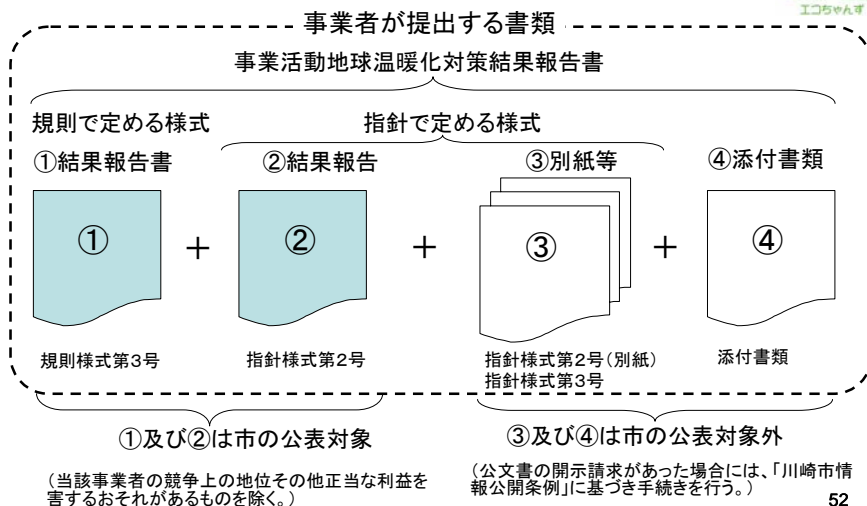 エコちゃんず
事業者が提出する書類
事業活動地球温暖化対策結果報告書
規則で定める様式
指針で定める様式
①結果報告書
②結果報告
③別紙等
④添付書類
①
+
②
+
③
+
④
規則様式第3号
指針様式第2号
指針様式第2号(別紙)
指針様式第3号
添付書類
①及び②は市の公表対象
(当該事業者の競争上の地位その他正当な利益を
害するおそれがあるものを除く。)
③及び④は市の公表対象外
(公文書の開示請求があった場合には、「川崎市情
報公開条例」に基づき手続きを行う。)
52